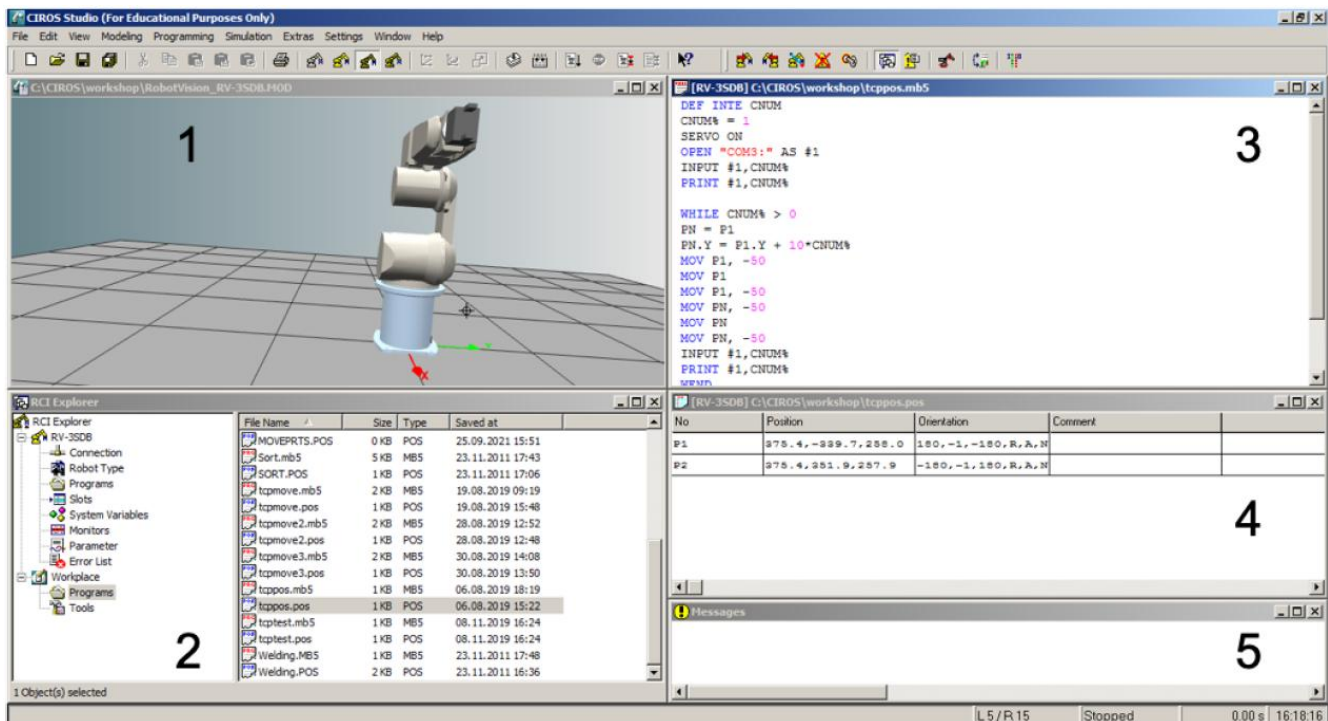 CIROS Studio (For Educational Purposes Only)
File Edit View Modeling Programming Simulation Extras Settings Window Help
C:\CIROS\workshop\RobotVision_RV-3SDB.MOD
1
Y
X
[RV-3SDB] C:\CIROS\workshop\tcppos.mb5
DEF INTE CNUM
CNUM% = 1
SERVO ON
OPEN "COM3:" AS #1
INPUT #1,CNUM%
PRINT #1,CNUM%
WHILE CNUM% > 0
PN = P1
PN.Y = P1.Y + 10*CNUM%
MOV P1, -50
MOV P1
MOV P1, -50
MOV PN, -50
MOV PN
MOV PN, -50
INPUT #1,CNUM%
PRINT #1,CNUM%
WEND
3
RCI Explorer
RCI Explorer
RV-3SDB
Connection
Robot Type
Programs
Slots
System Variables
Monitors
Parameter
Error List
Workplace
Programs
Tools
2
File Name Size Type Saved at
MOVEPRTS.POS 0 KB POS 25.09.2021 15:51
Sort.mb5 5 KB MB5 23.11.2011 17:43
SORT.POS 1 KB POS 23.11.2011 17:06
tcpmove.mb5 2 KB MB5 19.08.2019 09:19
tcpmove.pos 1 KB POS 19.08.2019 15:48
tcpmove2.mb5 2 KB MB5 28.08.2019 12:52
tcpmove2.pos 1 KB POS 28.08.2019 12:48
tcpmove3.mb5 2 KB MB5 30.08.2019 14:08
tcpmove3.pos 1 KB POS 30.08.2019 13:50
tcppos.mb5 1 KB MB5 06.08.2019 18:19
tcppos.pos 1 KB POS 06.08.2019 15:22
tcptest.mb5 1 KB MB5 08.11.2019 16:24
tcptest.pos 1 KB POS 08.11.2019 16:24
Welding.MB5 1 KB MB5 23.11.2011 17:48
Welding.POS 2 KB POS 23.11.2011 16:36
1 Object(s) selected
[RV-3SDB] C:\CIROS\workshop\tcppos.pos
No Position Orientation Comment
P1 375.4,-339.7,258.0 180,-1,-180,R,A,N
P2 375.4,351.9,257.9 -180,-1,180,R,A,N
4
Messages
5
L 5 / R 15 Stopped 0.00 s 16:18:16